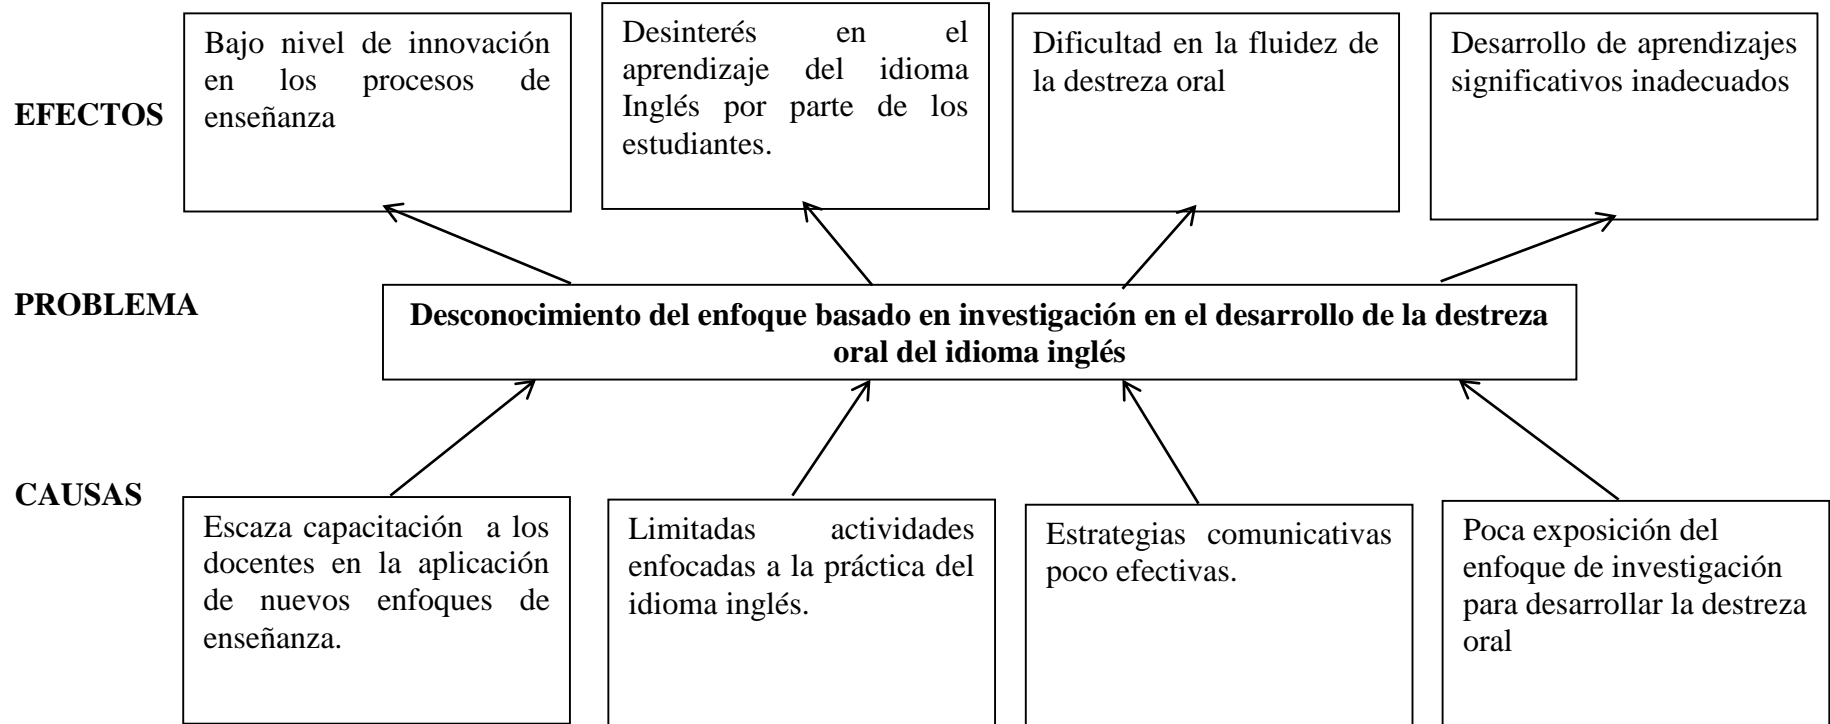 Bajo nivel de innovación
en los procesos de
enseñanza
Desinterés en el
aprendizaje del idioma
Inglés por parte de los
estudiantes.
Dificultad en la fluidez de
la destreza oral
Desarrollo de aprendizajes
significativos inadecuados
EFECTOS
PROBLEMA
Desconocimiento del enfoque basado en investigación en el desarrollo de la destreza
oral del idioma inglés
CAUSAS
Escaza capacitación a los
docentes en la aplicación
de nuevos enfoques de
enseñanza.
Limitadas actividades
enfocadas a la práctica del
idioma inglés.
Estrategias comunicativas
poco efectivas.
Poca exposición del
enfoque de investigación
para desarrollar la destreza
oral